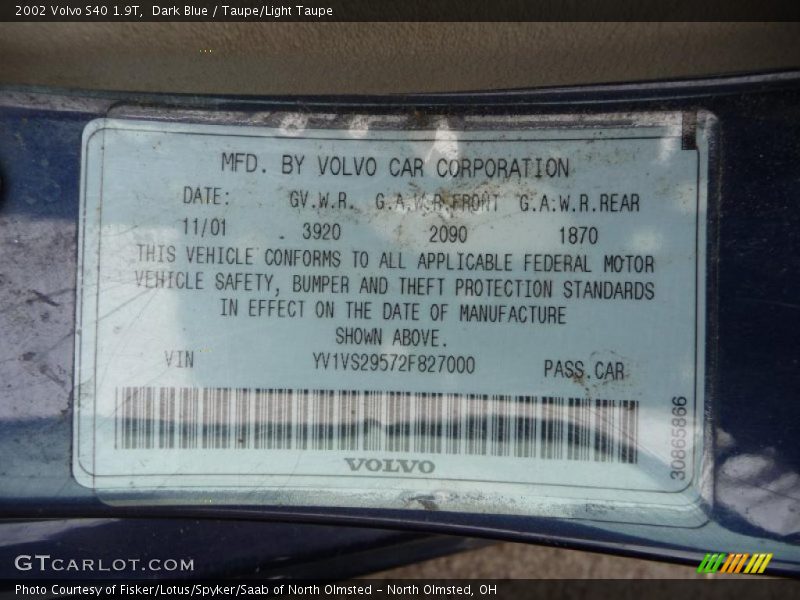 2002 Volvo S40 1.9T,  Dark Blue / Taupe/Light Taupe
MFD. BY VOLVO CAR CORPORATION
DATE: GV.W.R. G.A.W.R.FRONT G.A:W.R.REAR
11/01 3920 2090 1870
THIS VEHICLE CONFORMS TO ALL APPLICABLE FEDERAL MOTOR
VEHICLE SAFETY, BUMPER AND THEFT PROTECTION STANDARDS
IN EFFECT ON THE DATE OF MANUFACTURE
SHOWN ABOVE.
VIN YV1VS29572F827000 PASS.CAR
30865866
VOLVO
GTCARLOT.COM
Photo Courtesy of Fisker/Lotus/Spyker/Saab of North Olmsted - North Olmsted, OH